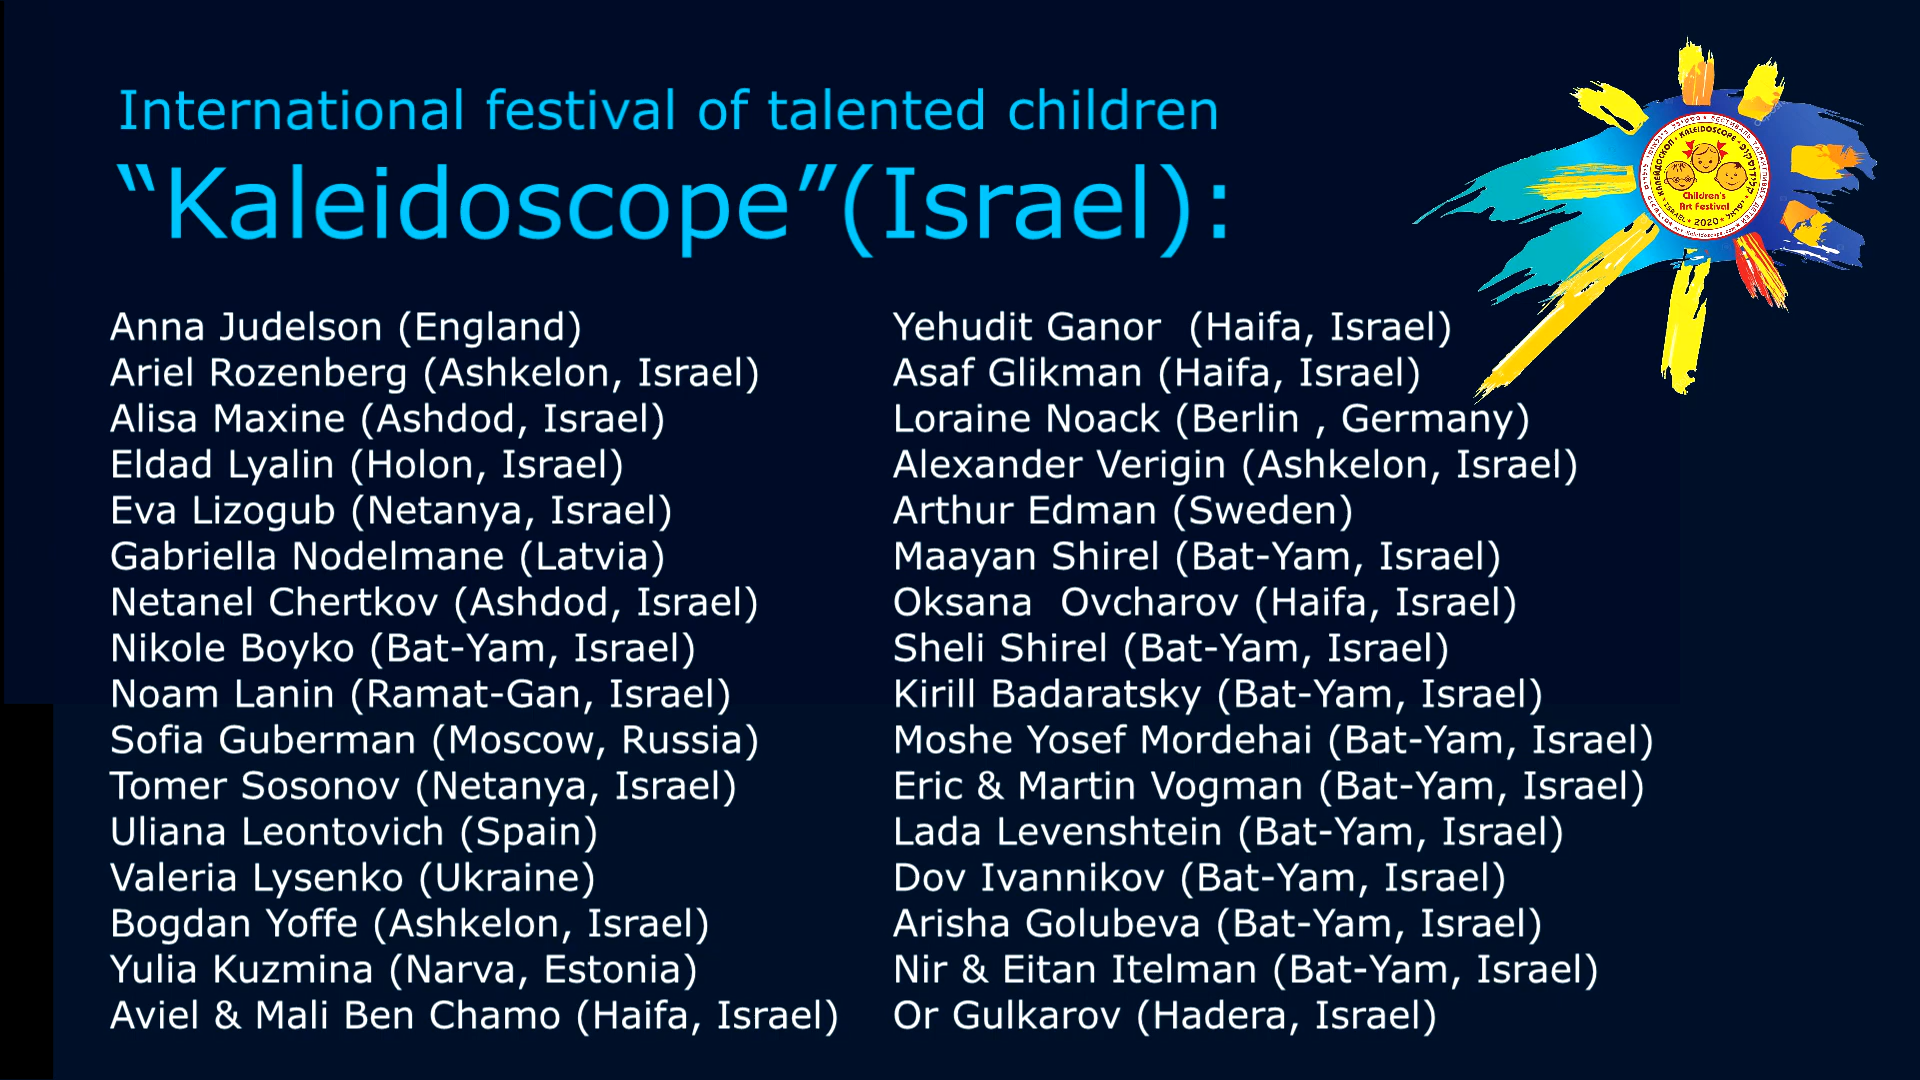 International festival of talented children
“Kaleidoscope”(Israel):
Anna Judelson (England)
Ariel Rozenberg (Ashkelon, Israel)
Alisa Maxine (Ashdod, Israel)
Eldad Lyalin (Holon, Israel)
Eva Lizogub (Netanya, Israel)
Gabriella Nodelmane (Latvia)
Netanel Chertkov (Ashdod, Israel)
Nikole Boyko (Bat-Yam, Israel)
Noam Lanin (Ramat-Gan, Israel)
Sofia Guberman (Moscow, Russia)
Tomer Sosonov (Netanya, Israel)
Uliana Leontovich (Spain)
Valeria Lysenko (Ukraine)
Bogdan Yoffe (Ashkelon, Israel)
Yulia Kuzmina (Narva, Estonia)
Aviel & Mali Ben Chamo (Haifa, Israel)
Yehudit Ganor  (Haifa, Israel)
Asaf Glikman (Haifa, Israel)
Loraine Noack (Berlin , Germany)
Alexander Verigin (Ashkelon, Israel)
Arthur Edman (Sweden)
Maayan Shirel (Bat-Yam, Israel)
Oksana  Ovcharov (Haifa, Israel)
Sheli Shirel (Bat-Yam, Israel)
Kirill Badaratsky (Bat-Yam, Israel)
Moshe Yosef Mordehai (Bat-Yam, Israel)
Eric & Martin Vogman (Bat-Yam, Israel)
Lada Levenshtein (Bat-Yam, Israel)
Dov Ivannikov (Bat-Yam, Israel)
Arisha Golubeva (Bat-Yam, Israel)
Nir & Eitan Itelman (Bat-Yam, Israel)
Or Gulkarov (Hadera, Israel)
КАЛЕЙДОСКОП • KALEIDOSCOPE • קלידוסקופ
Children's
Art Festival
ISRAEL • 2020 • ישראל